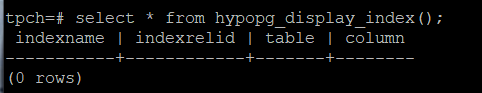 tpch=# select * from hypopg_display_index();
 indexname | indexrelid | table | column
-----------+------------+-------+--------
(0 rows)